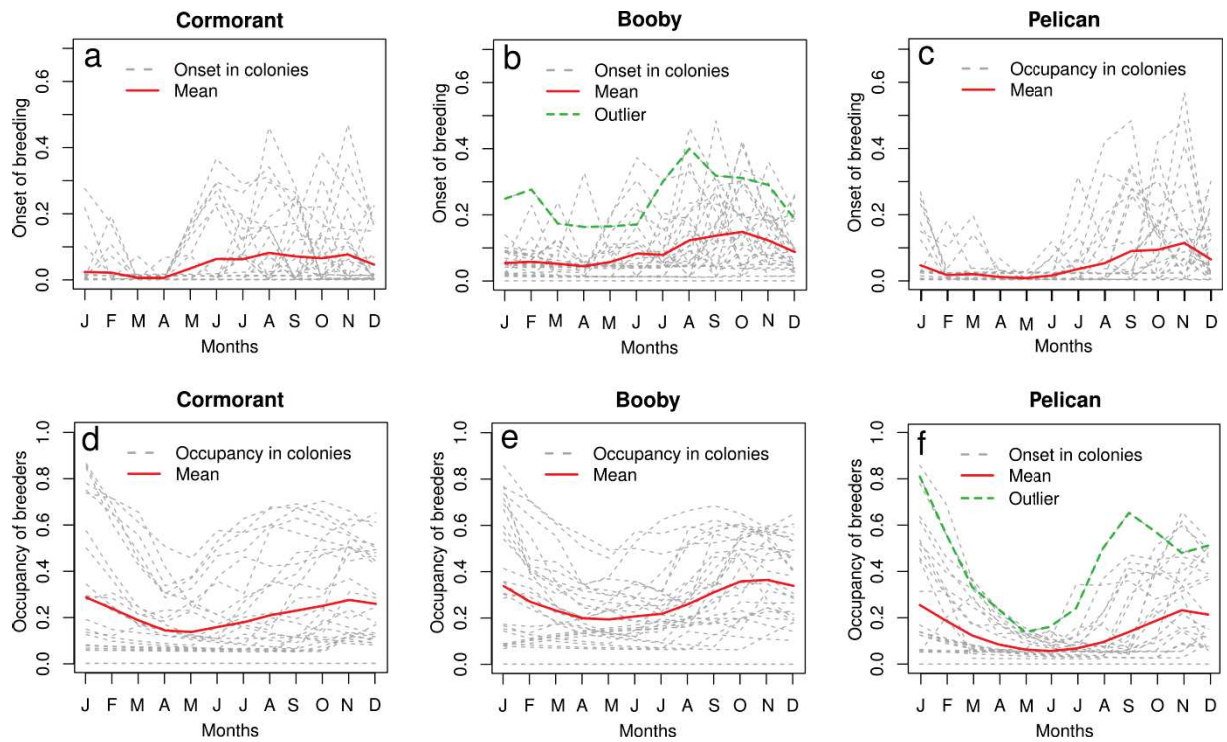 Cormorant
a
Onset in colonies
Mean
Onset of breeding
0.6
0.4
0.2
0.0
J F M A M J J A S O N D
Months
Booby
b
Onset in colonies
Mean
Outlier
Onset of breeding
0.6
0.4
0.2
0.0
J F M A M J J A S O N D
Months
Pelican
c
Occupancy in colonies
Mean
Onset of breeding
0.6
0.4
0.2
0.0
J F M A M J J A S O N D
Months
Cormorant
d
Occupancy in colonies
Mean
Occupancy of breeders
1.0
0.8
0.6
0.4
0.2
0.0
J F M A M J J A S O N D
Months
Booby
e
Occupancy in colonies
Mean
Occupancy of breeders
1.0
0.8
0.6
0.4
0.2
0.0
J F M A M J J A S O N D
Months
Pelican
f
Onset in colonies
Mean
Outlier
Occupancy of breeders
1.0
0.8
0.6
0.4
0.2
0.0
J F M A M J J A S O N D
Months